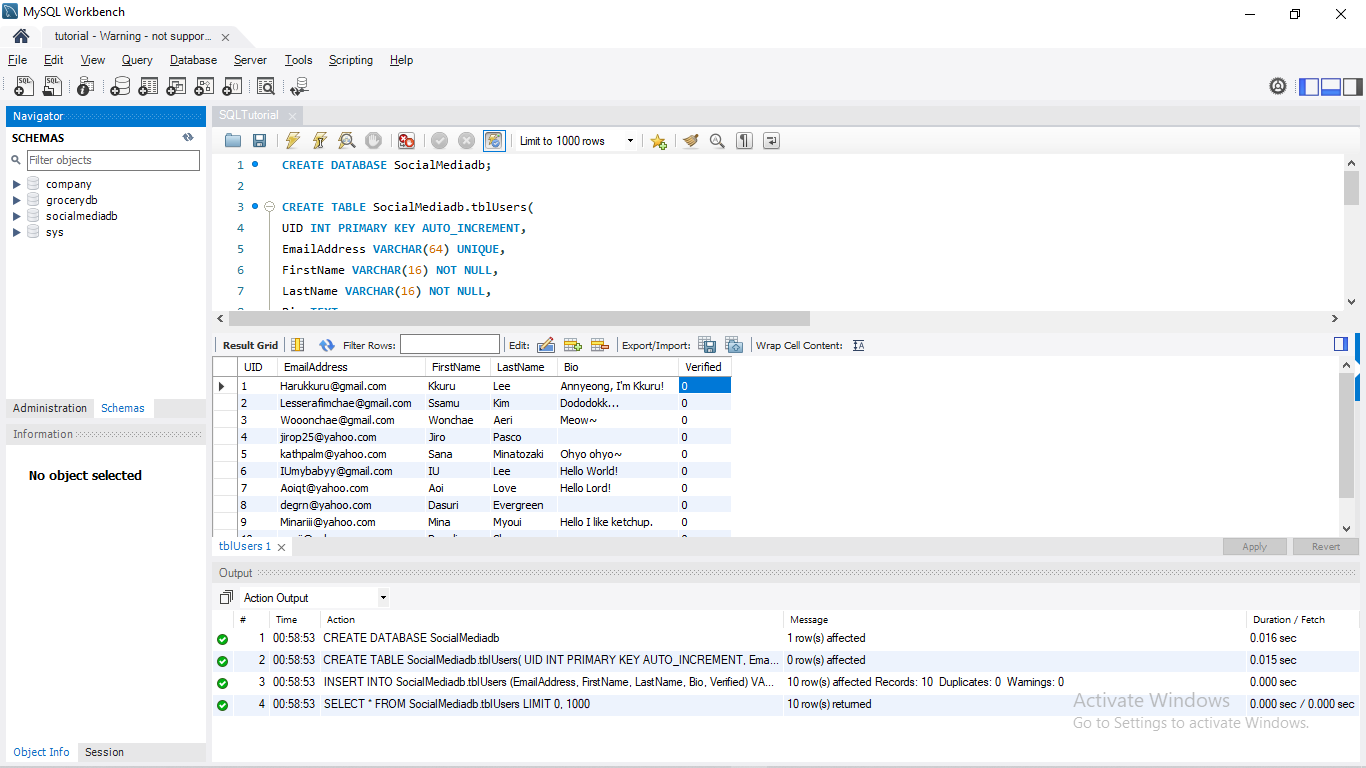 MySQL Workbench
tutorial - Warning - not suppor...
File Edit View Query Database Server Tools Scripting Help
Navigator
SCHEMAS
Filter objects
company
grocerydb
socialmediadb
sys
Administration Schemas
Information
No object selected
Object Info Session
SQLTutorial
Limit to 1000 rows
1 CREATE DATABASE SocialMediadb;
2
3 CREATE TABLE SocialMediadb.tblUsers(
4 UID INT PRIMARY KEY AUTO_INCREMENT,
5 EmailAddress VARCHAR(64) UNIQUE,
6 FirstName VARCHAR(16) NOT NULL,
7 LastName VARCHAR(16) NOT NULL,
Result Grid Filter Rows: Edit: Export/Import: Wrap Cell Content:
UID EmailAddress FirstName LastName Bio Verified
1 Harukkuru@gmail.com Kkuru Lee Annyeong, I'm Kkuru! 0
2 Lesserafimchae@gmail.com Ssamu Kim Dododokk... 0
3 Wooonchae@gmail.com Wonchae Aeri Meow~ 0
4 jirop25@yahoo.com Jiro Pasco 0
5 kathpalm@yahoo.com Sana Minatozaki Ohyo ohyo~ 0
6 IUmybabyy@gmail.com IU Lee Hello World! 0
7 Aoiqt@yahoo.com Aoi Love Hello Lord! 0
8 degrn@yahoo.com Dasuri Evergreen 0
9 Minariii@yahoo.com Mina Myoui Hello I like ketchup. 0
tblUsers 1
Apply Revert
Output
Action Output
# Time Action Message Duration / Fetch
1 00:58:53 CREATE DATABASE SocialMediadb 1 row(s) affected 0.016 sec
2 00:58:53 CREATE TABLE SocialMediadb.tblUsers( UID INT PRIMARY KEY AUTO_INCREMENT, Ema... 0 row(s) affected 0.015 sec
3 00:58:53 INSERT INTO SocialMediadb.tblUsers (EmailAddress, FirstName, LastName, Bio, Verified) VA... 10 row(s) affected Records: 10 Duplicates: 0 Warnings: 0 0.000 sec
4 00:58:53 SELECT * FROM SocialMediadb.tblUsers LIMIT 0, 1000 10 row(s) returned 0.000 sec / 0.000 sec
Activate Windows
Go to Settings to activate Windows.